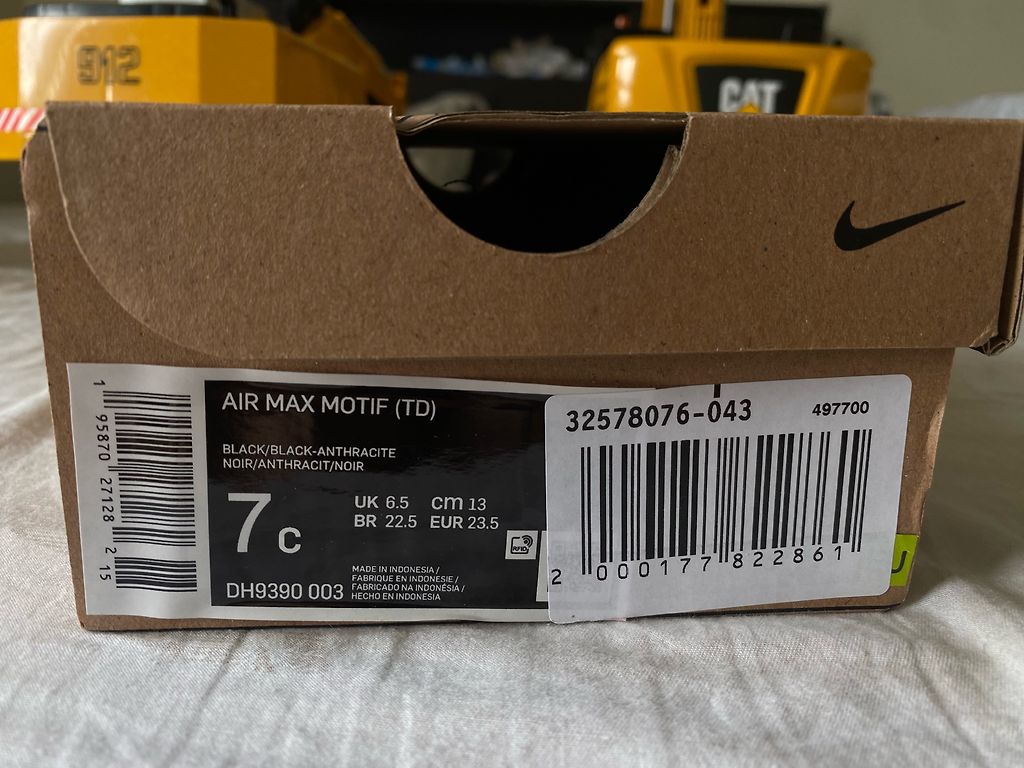 912
CAT
1 95870 27128 2 15
AIR MAX MOTIF (TD)
BLACK/BLACK-ANTHRACITE
NOIR/ANTHRACIT/NOIR
7 C
UK 6.5 cm 13
BR 22.5 EUR 23.5
RFID
DH9390 003
MADE IN INDONESIA /
FABRIQUE EN INDONESIE /
FABRICADO NA INDONÉSIA /
HECHO EN INDONESIA
32578076-043 497700
2 000177 822861
U